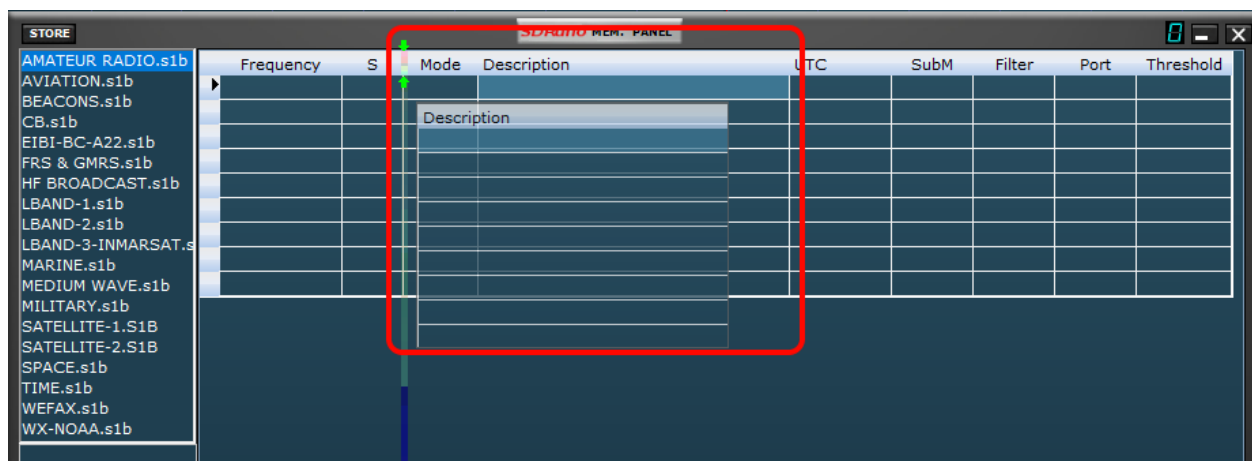 STORE
SDRuno MEM. PANEL
8
AMATEUR RADIO.s1b
AVIATION.s1b
BEACONS.s1b
CB.s1b
EIBI-BC-A22.s1b
FRS & GMRS.s1b
HF BROADCAST.s1b
LBAND-1.s1b
LBAND-2.s1b
LBAND-3-INMARSAT.s
MARINE.s1b
MEDIUM WAVE.s1b
MILITARY.s1b
SATELLITE-1.S1B
SATELLITE-2.S1B
SPACE.s1b
TIME.s1b
WEFAX.s1b
WX-NOAA.s1b
Frequency S Mode Description UTC SubM Filter Port Threshold
Description